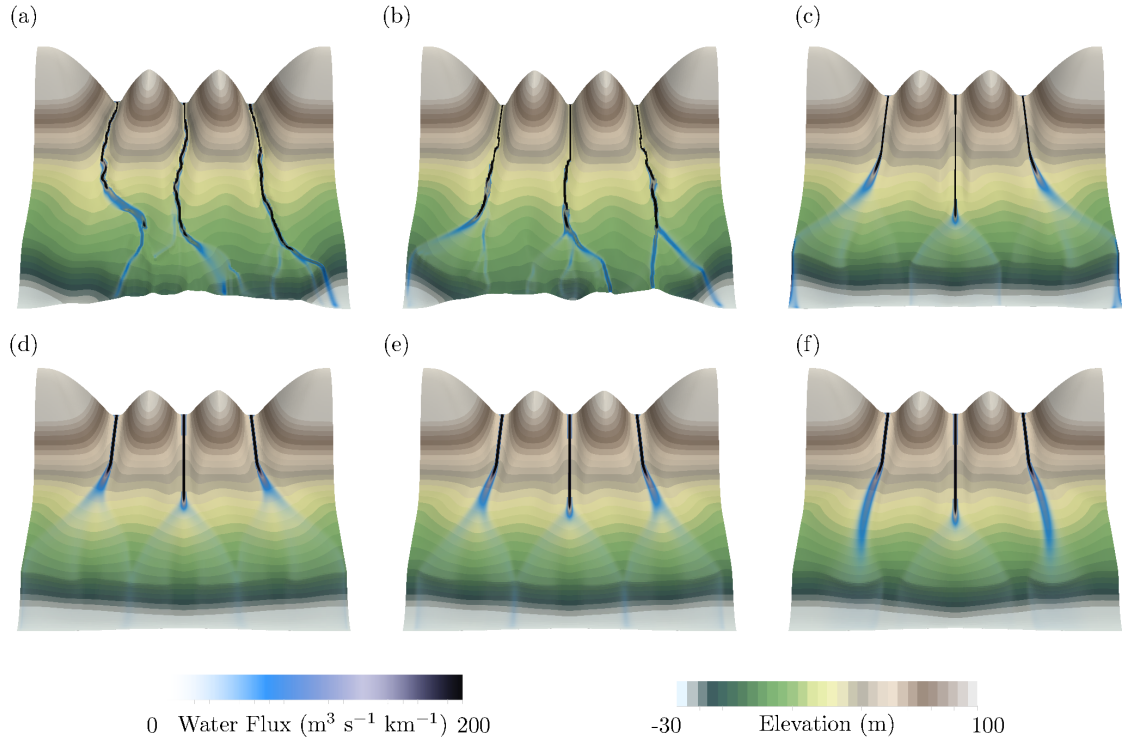 (a) (b) (c)
(d) (e) (f)
0 Water Flux (m³ s⁻¹ km⁻¹) 200
-30 Elevation (m) 100